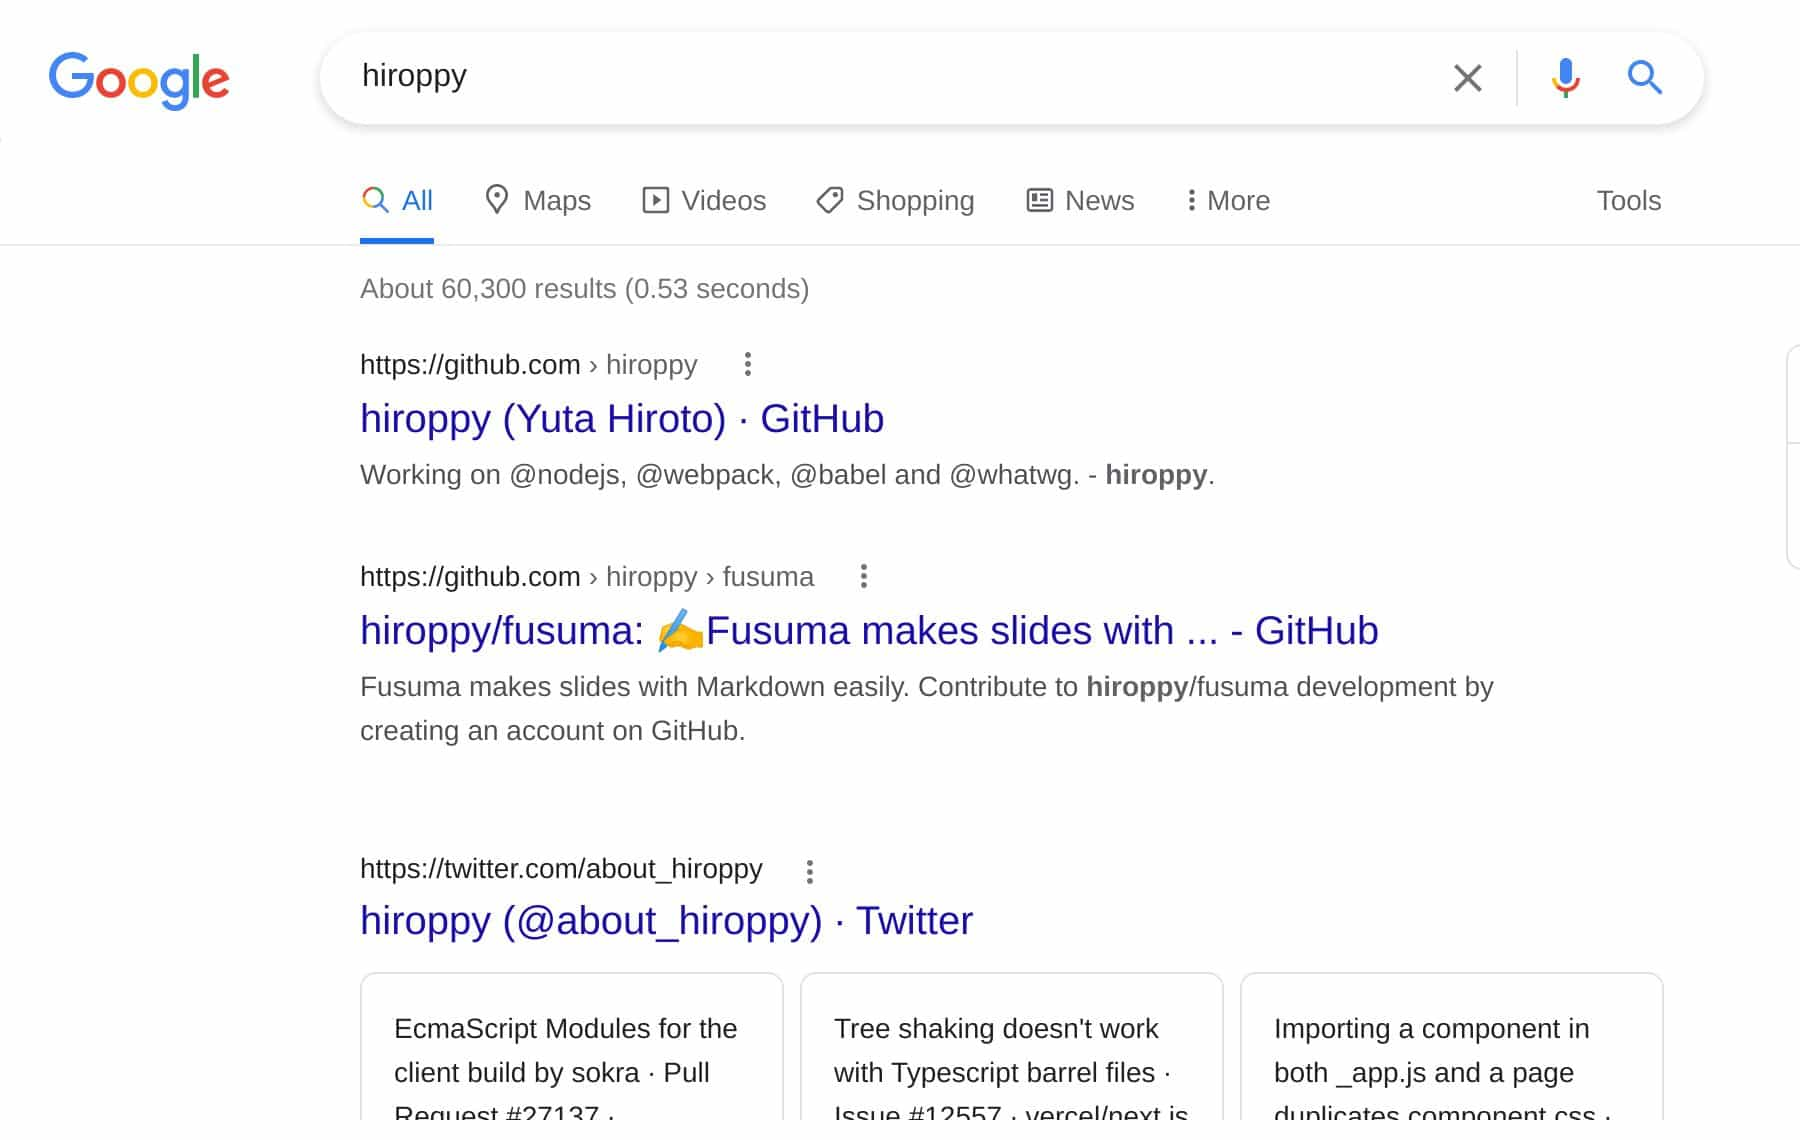 Google
hiroppy
All Maps Videos Shopping News More Tools
About 60,300 results (0.53 seconds)
https://github.com › hiroppy
hiroppy (Yuta Hiroto) · GitHub
Working on @nodejs, @webpack, @babel and @whatwg. - hiroppy.
https://github.com › hiroppy › fusuma
hiroppy/fusuma: ✍️Fusuma makes slides with ... - GitHub
Fusuma makes slides with Markdown easily. Contribute to hiroppy/fusuma development by
creating an account on GitHub.
https://twitter.com/about_hiroppy
hiroppy (@about_hiroppy) · Twitter
EcmaScript Modules for the
client build by sokra · Pull
Request #27137 ·
Tree shaking doesn't work
with Typescript barrel files ·
Issue #12557 · vercel/next.js
Importing a component in
both _app.js and a page
duplicates component css ·